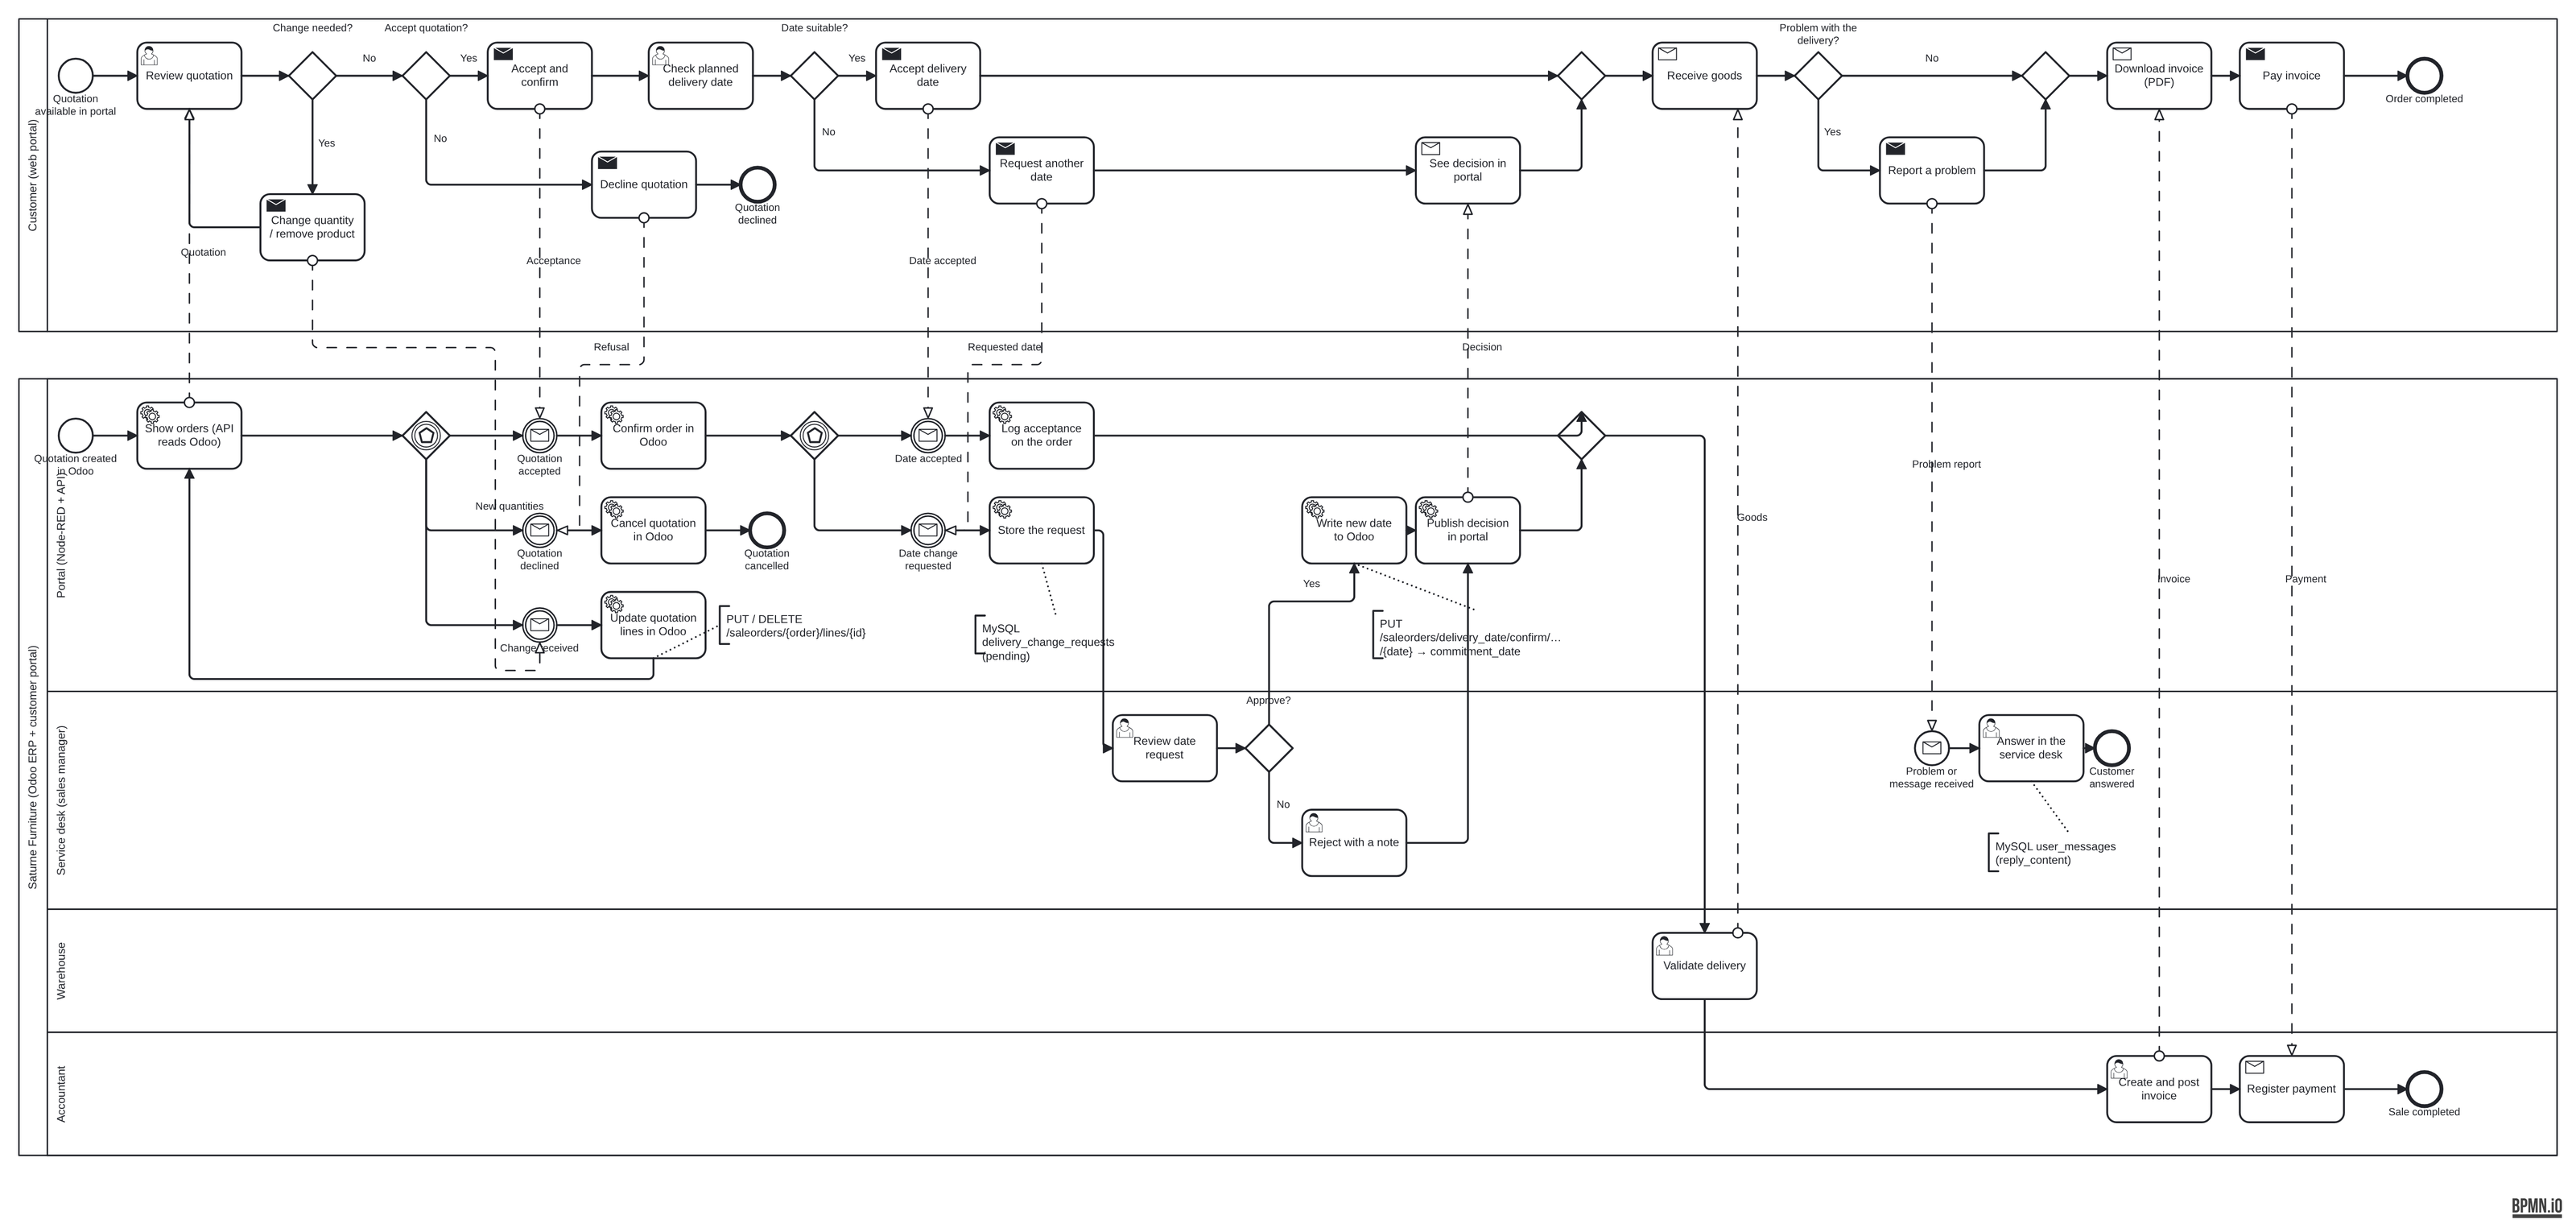 Change needed?
Accept quotation?
Date suitable?
Problem with the
delivery?
Customer (web portal)
Quotation
available in portal
Review quotation
No
Yes
Accept and
confirm
Check planned
delivery date
Yes
Accept delivery
date
Receive goods
No
Download invoice
(PDF)
Pay invoice
Order completed
Yes
No
No
Yes
Decline quotation
Quotation
declined
Request another
date
See decision in
portal
Report a problem
Change quantity
/ remove product
Quotation
Acceptance
Date accepted
Refusal
Requested date
Decision
Saturne Furniture (Odoo ERP + customer portal)
Portal (Node-RED + API)
Quotation created
in Odoo
Show orders (API
reads Odoo)
Quotation
accepted
Confirm order in
Odoo
Date accepted
Log acceptance
on the order
Problem report
New quantities
Quotation
declined
Cancel quotation
in Odoo
Quotation
cancelled
Date change
requested
Store the request
Write new date
to Odoo
Publish decision
in portal
Goods
Yes
Invoice
Payment
Change received
Update quotation
lines in Odoo
PUT / DELETE
/saleorders/{order}/lines/{id}
MySQL
delivery_change_requests
(pending)
PUT
/saleorders/delivery_date/confirm/…
/{date} → commitment_date
Service desk (sales manager)
Approve?
Review date
request
No
Reject with a note
Problem or
message received
Answer in the
service desk
Customer
answered
MySQL user_messages
(reply_content)
Warehouse
Validate delivery
Accountant
Create and post
invoice
Register payment
Sale completed
BPMN.iO